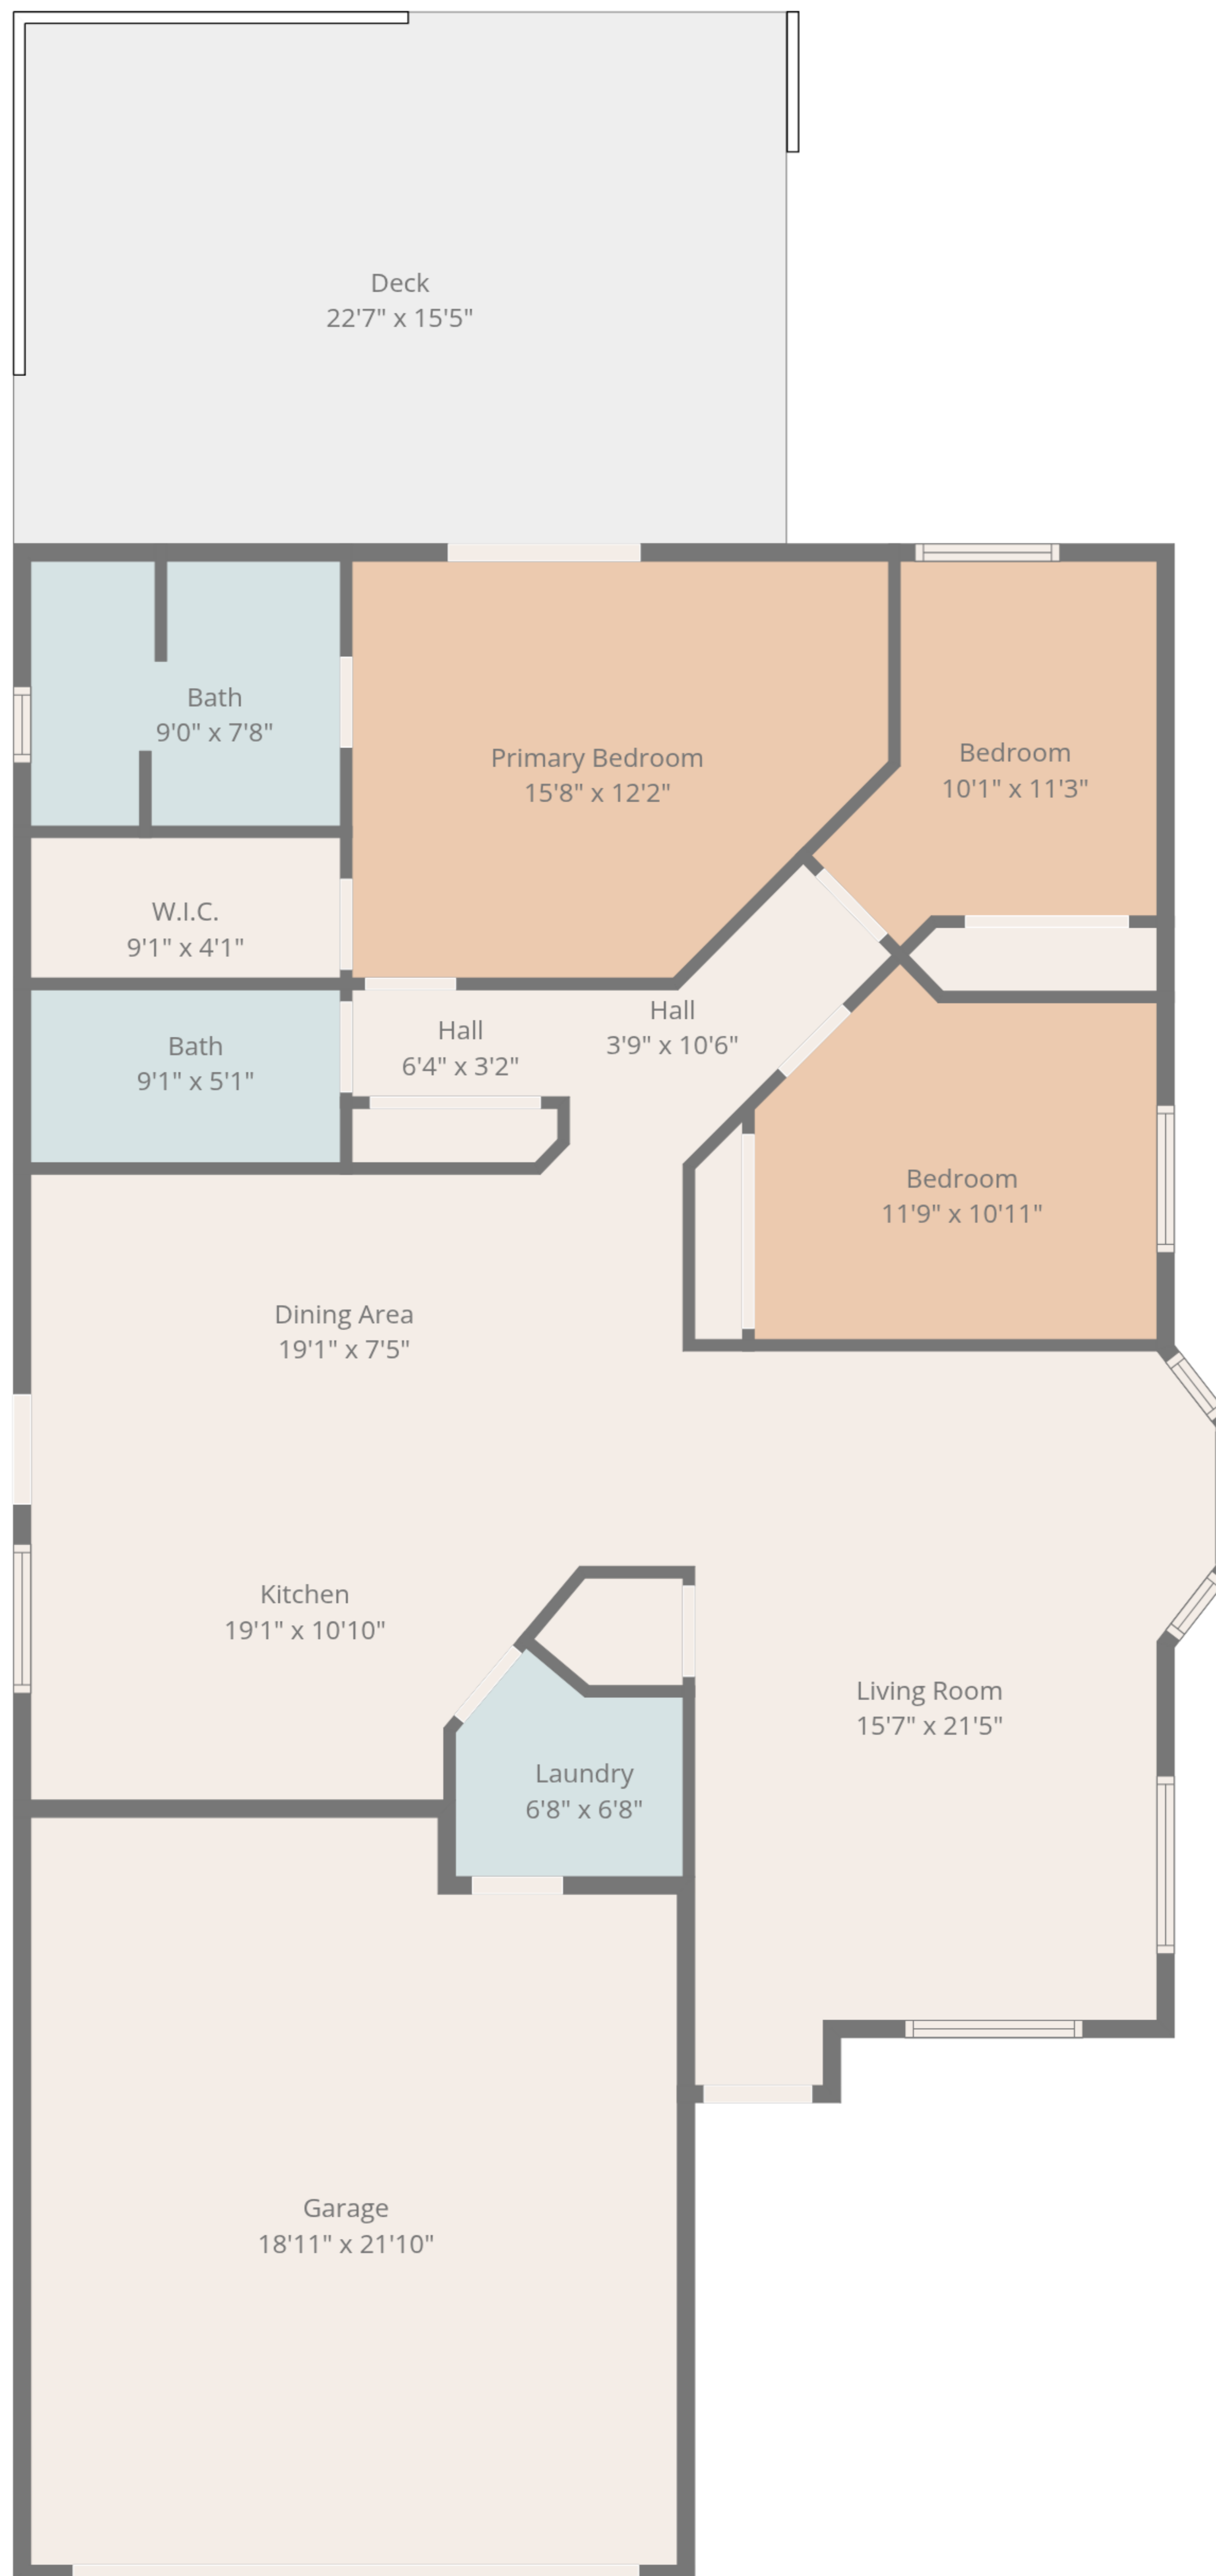 Deck
22'7" x 15'5"
Bath
9'0" x 7'8"
Primary Bedroom
15'8" x 12'2"
Bedroom
10'1" x 11'3"
W.I.C.
9'1" x 4'1"
Hall
3'9" x 10'6"
Hall
6'4" x 3'2"
Bath
9'1" x 5'1"
Bedroom
11'9" x 10'11"
Dining Area
19'1" x 7'5"
Kitchen
19'1" x 10'10"
Living Room
15'7" x 21'5"
Laundry
6'8" x 6'8"
Garage
18'11" x 21'10"